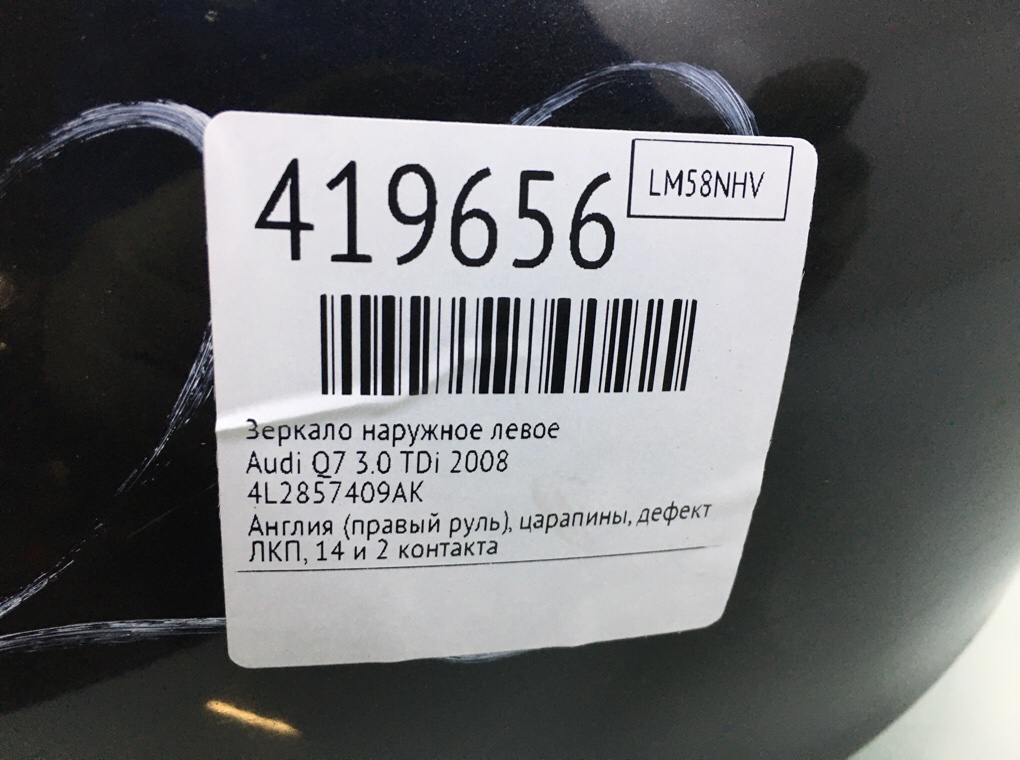 419656
LM58NHV
Зеркало наружное левое
Audi Q7 3.0 TDi 2008
4L2857409AK
Англия (правый руль), царапины, дефект
ЛКП, 14 и 2 контакта